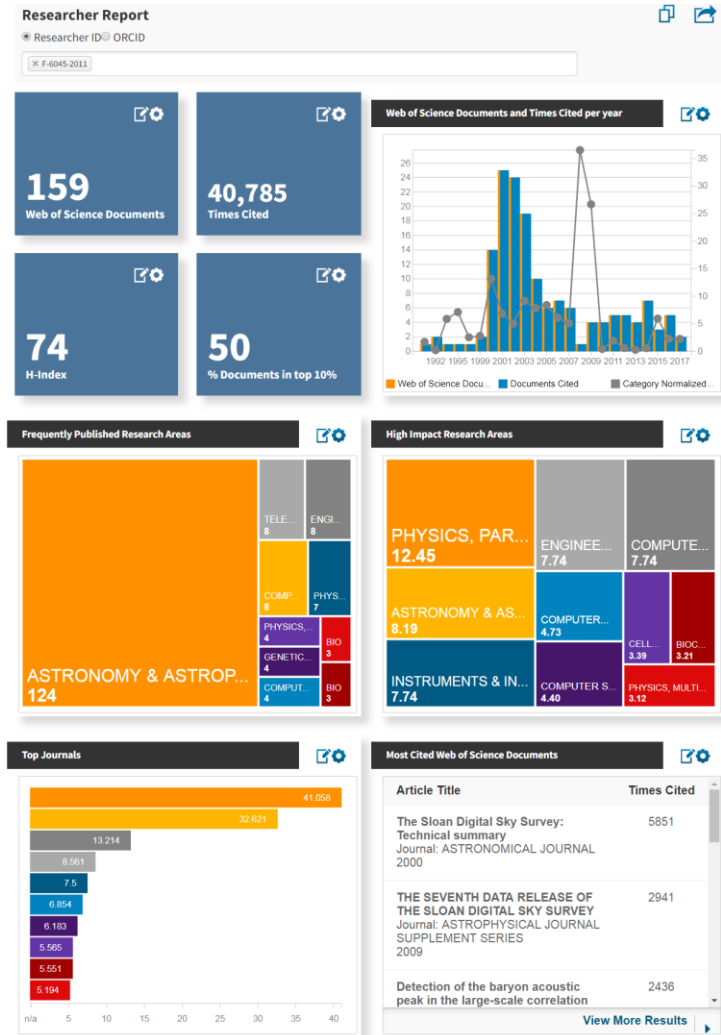 Researcher Report
Researcher ID ORCID
× F-6045-2011
159
Web of Science Documents
40,785
Times Cited
74
H-Index
50
% Documents in top 10%
Web of Science Documents and Times Cited per year
26
24
22
20
18
16
14
12
10
8
6
4
2
0
35
30
25
20
15
10
5
0
1992 1995 1999 2001 2003 2005 2007 2009 2011 2013 2015 2017
Web of Science Docu... Documents Cited Category Normalized...
Frequently Published Research Areas
ASTRONOMY & ASTROP...
124
TELE...
8
ENGI...
8
COMP...
8
PHYS...
7
PHYSICS,...
4
GENETIC...
4
COMPUT...
4
BIO
3
BIO
3
High Impact Research Areas
PHYSICS, PAR...
12.45
ASTRONOMY & AS...
8.19
INSTRUMENTS & IN...
7.74
ENGINEE...
7.74
COMPUTE...
7.74
COMPUTER...
4.73
COMPUTER S...
4.40
CELL...
3.39
BIOC...
3.21
PHYSICS, MULTI...
3.12
Top Journals
41.058
32.621
13.214
8.561
7.5
6.854
6.183
5.565
5.551
5.194
n/a 5 10 15 20 25 30 35 40
Most Cited Web of Science Documents
Article Title Times Cited
The Sloan Digital Sky Survey: 5851
Technical summary
Journal: ASTRONOMICAL JOURNAL
2000
THE SEVENTH DATA RELEASE OF 2941
THE SLOAN DIGITAL SKY SURVEY
Journal: ASTROPHYSICAL JOURNAL
SUPPLEMENT SERIES
2009
Detection of the baryon acoustic 2436
peak in the large-scale correlation
View More Results